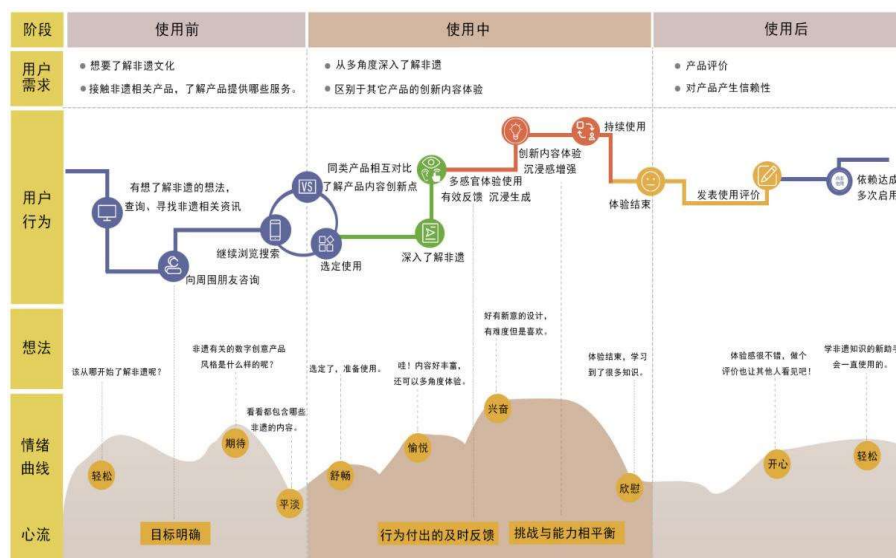 阶段
使用前
使用中
使用后
用户
需求
想要了解非遗文化
接触非遗相关产品，了解产品提供哪些服务。
从多角度深入了解非遗
区别于其它产品的创新内容体验
产品评价
对产品产生信赖性
用户
行为
有想了解非遗的想法，
查询、寻找非遗相关资讯
向周围朋友咨询
继续浏览搜索
VS
同类产品相互对比
了解产品内容创新点
选定使用
深入了解非遗
多感官体验使用
有效反馈 沉浸生成
创新内容体验
沉浸感增强
持续使用
体验结束
发表使用评价
依赖达成
多次启用
想法
该从哪开始了解非遗呢？
非遗有关的数字创意产品
风格是什么样的呢？
看看都包含哪些
非遗的内容。
选定了，准备使用。
哇！内容好丰富，
还可以多角度体验。
好有新意的设计，
有难度但是喜欢。
体验结束，学习
到了很多知识。
体验感很不错，做个
评价也让其他人看见吧！
学非遗知识的新助手
会一直使用的。
情绪
曲线
轻松
期待
平淡
舒畅
愉悦
兴奋
欣慰
开心
轻松
心流
目标明确
行为付出的及时反馈
挑战与能力相平衡